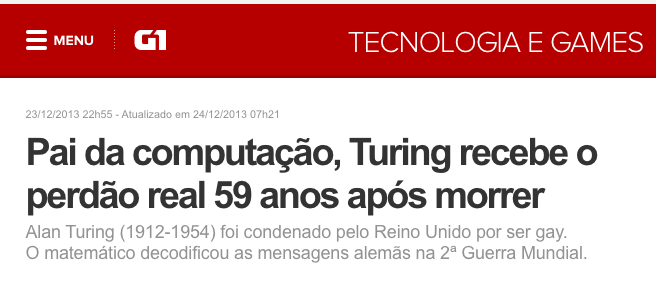 MENU
G1
TECNOLOGIA E GAMES
23/12/2013 22h55 - Atualizado em 24/12/2013 07h21
Pai da computação, Turing recebe o
perdão real 59 anos após morrer
Alan Turing (1912-1954) foi condenado pelo Reino Unido por ser gay.
O matemático decodificou as mensagens alemãs na 2ª Guerra Mundial.